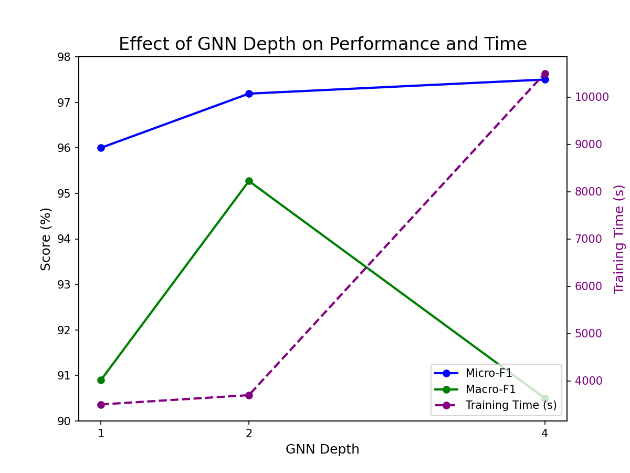 Effect of GNN Depth on Performance and Time
98
97
96
95
94
93
92
91
90
Score (%)
10000
9000
8000
7000
6000
5000
4000
Training Time (s)
Micro-F1
Macro-F1
Training Time (s)
1
2
4
GNN Depth